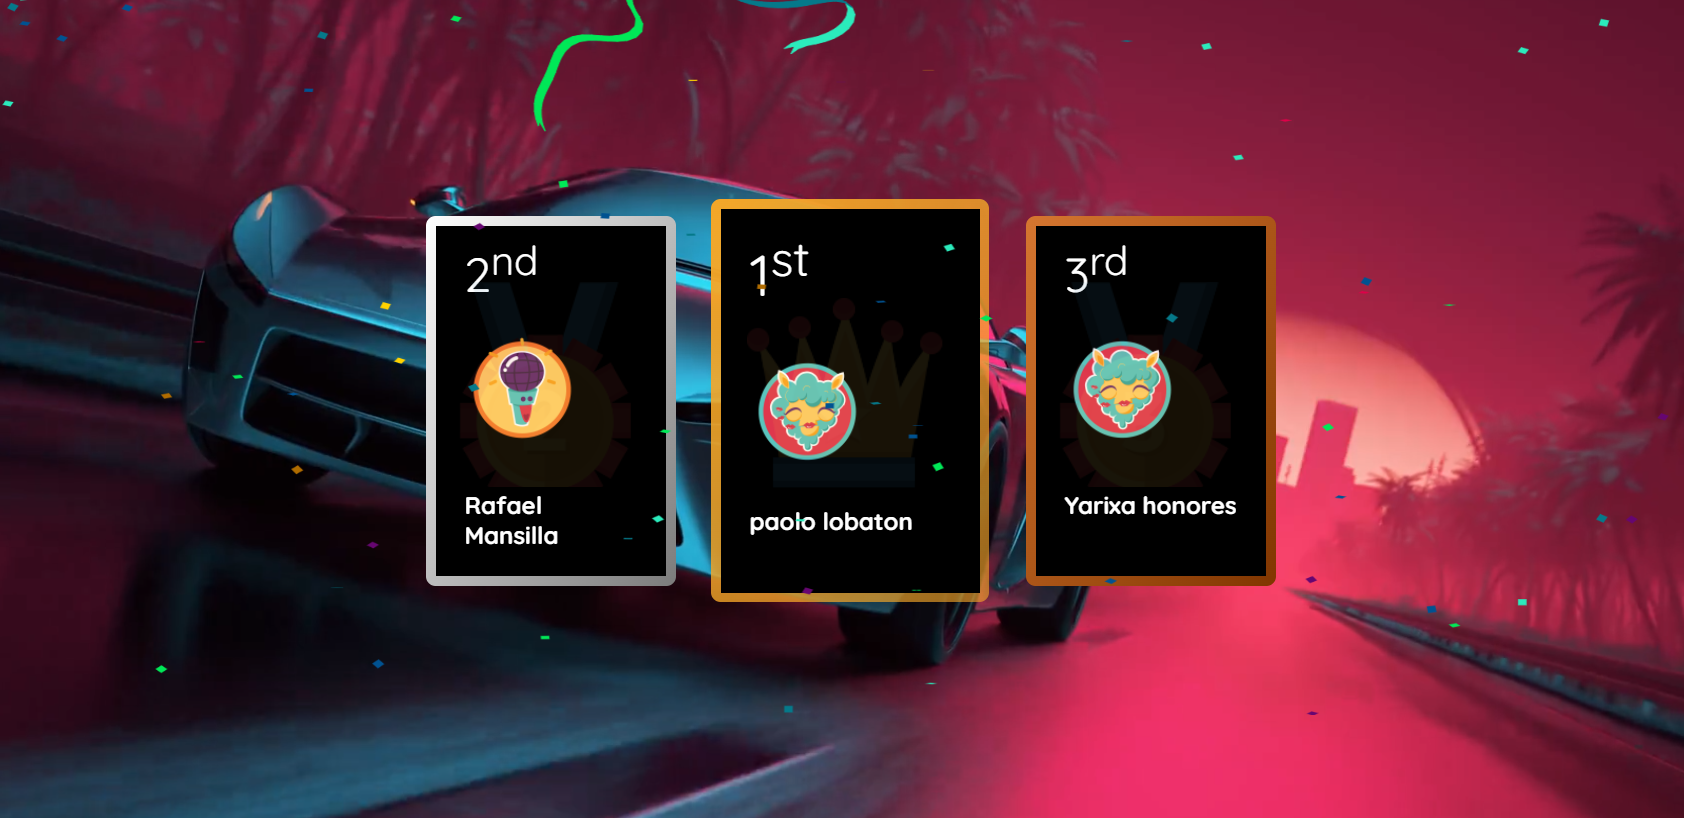 2nd
Rafael
Mansilla
1st
paolo lobaton
3rd
Yarixa honores